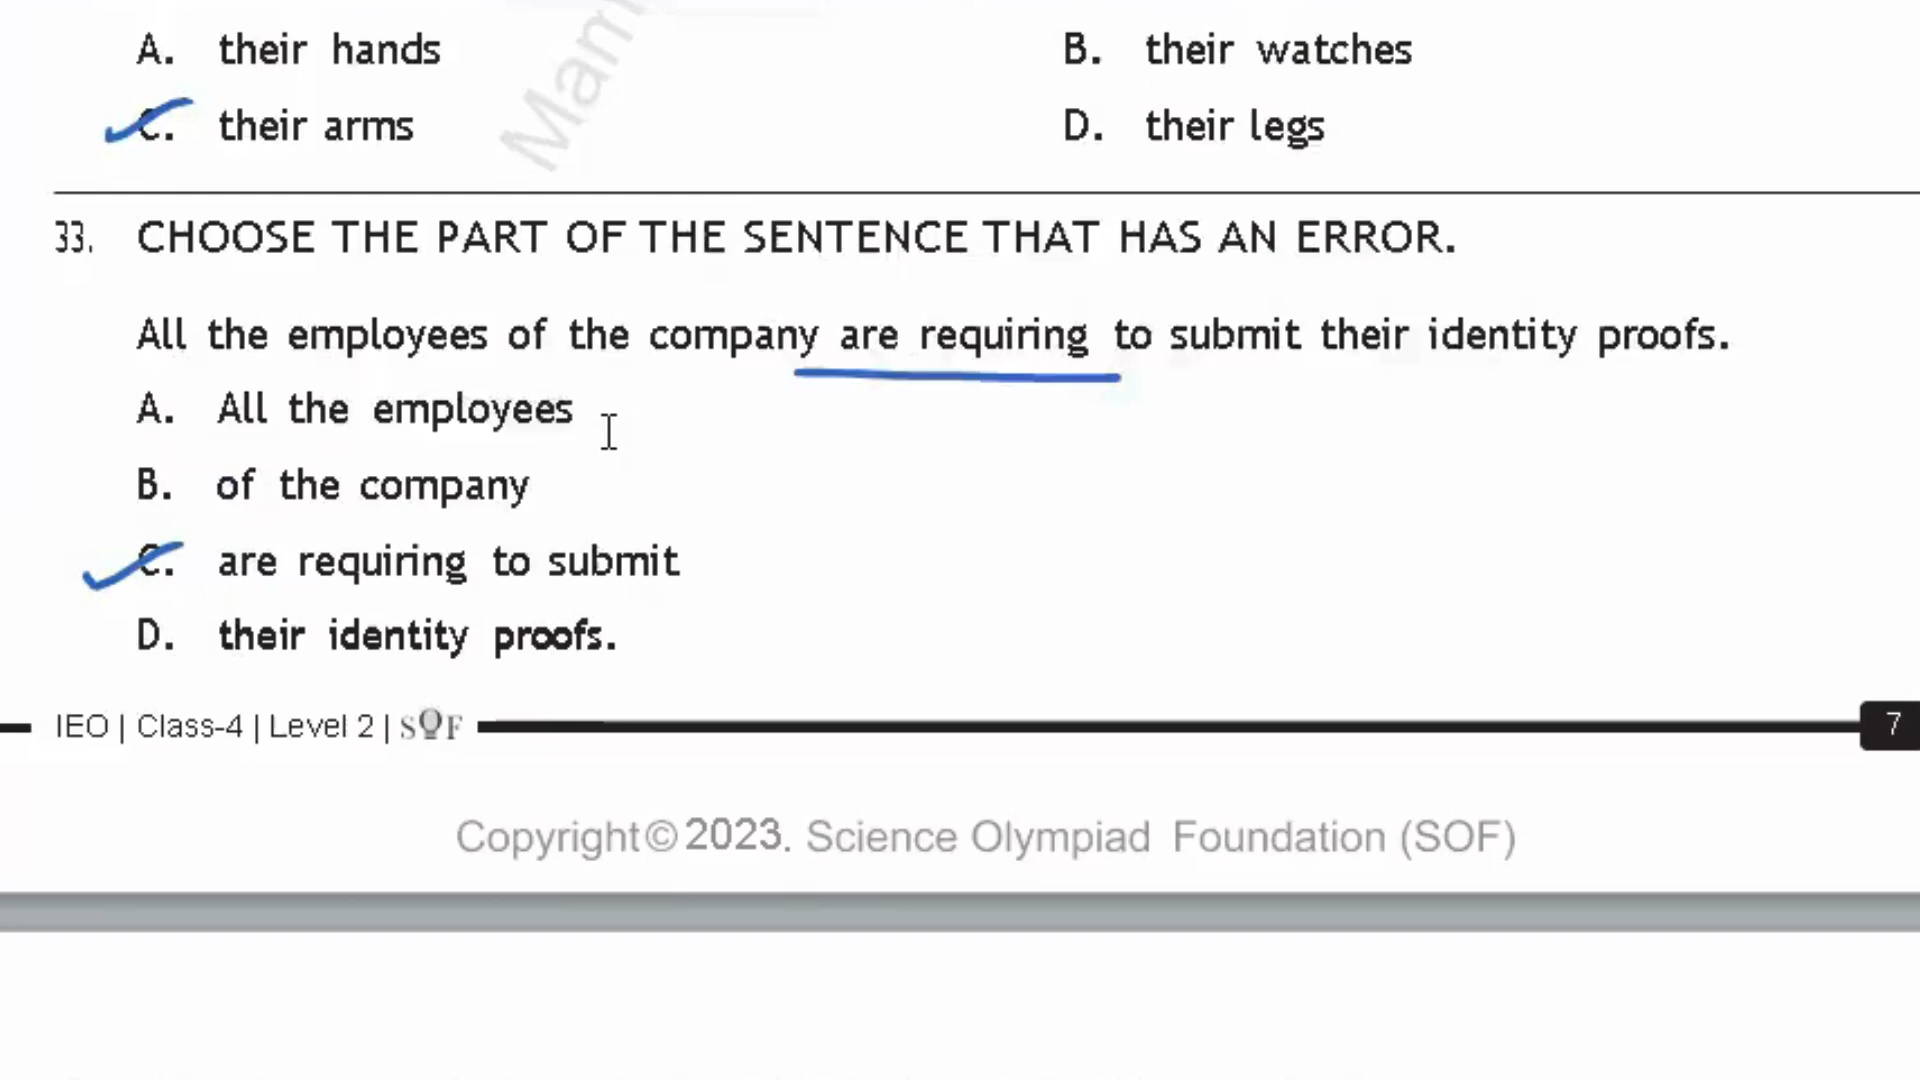 A. their hands B. their watches
C. their arms D. their legs
Mam
33. CHOOSE THE PART OF THE SENTENCE THAT HAS AN ERROR.
All the employees of the company are requiring to submit their identity proofs.
A. All the employees
B. of the company
C. are requiring to submit
D. their identity proofs.
IEO | Class-4 | Level 2 | SOF 7
Copyright© 2023. Science Olympiad Foundation (SOF)